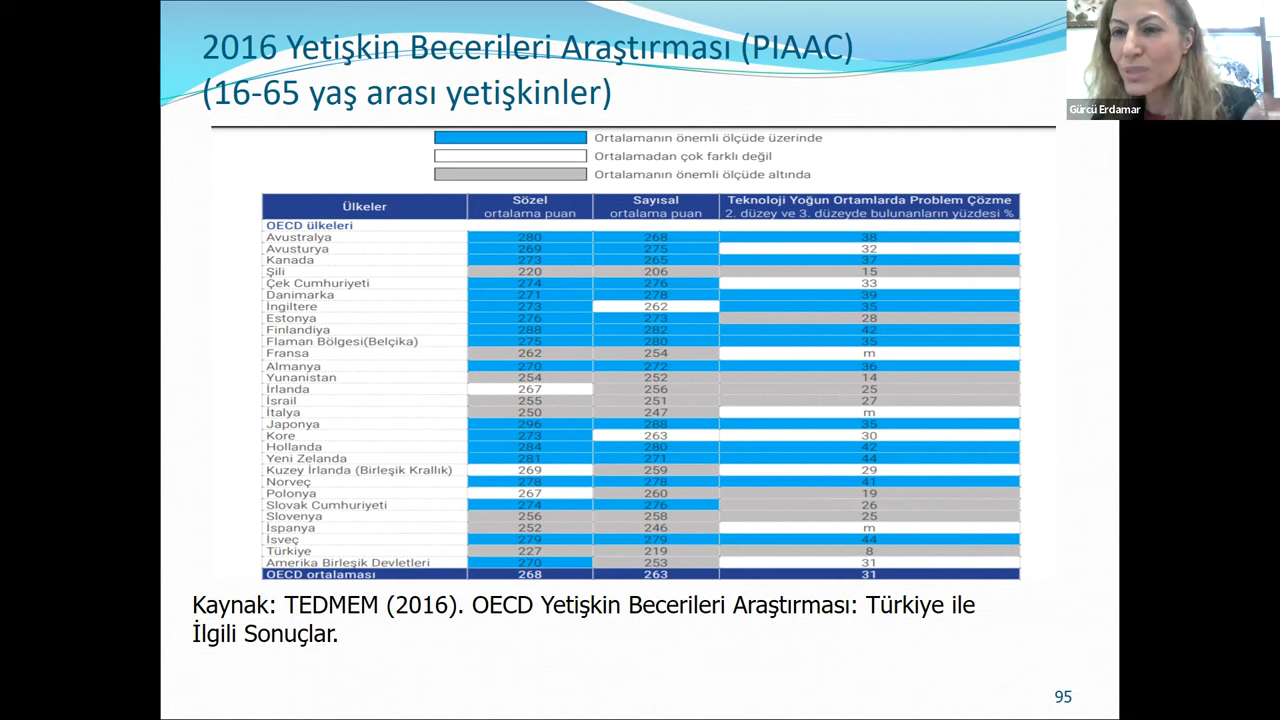 2016 Yetişkin Becerileri Araştırması (PIAAC)
(16-65 yaş arası yetişkinler)
Gürcü Erdamar
Ortalamanın önemli ölçüde üzerinde
Ortalamadan çok farklı değil
Ortalamanın önemli ölçüde altında
Ülkeler Sözel ortalama puan Sayısal ortalama puan Teknoloji Yoğun Ortamlarda Problem Çözme 2. düzey ve 3. düzeyde bulunanların yüzdesi %
OECD ülkeleri
Avustralya 280 268 38
Avusturya 269 275 32
Kanada 273 265 37
Şili 220 206 15
Çek Cumhuriyeti 274 276 33
Danimarka 271 278 39
İngiltere 273 262 35
Estonya 276 273 28
Finlandiya 288 282 42
Flaman Bölgesi(Belçika) 275 280 35
Fransa 262 254 m
Almanya 270 272 36
Yunanistan 254 252 14
İrlanda 267 256 25
İsrail 255 251 27
İtalya 250 247 m
Japonya 296 288 35
Kore 273 263 30
Hollanda 284 280 42
Yeni Zelanda 281 271 44
Kuzey İrlanda (Birleşik Krallık) 269 259 29
Norveç 278 278 41
Polonya 267 260 19
Slovak Cumhuriyeti 274 276 26
Slovenya 256 258 25
İspanya 252 246 m
İsveç 279 279 44
Türkiye 227 219 8
Amerika Birleşik Devletleri 270 253 31
OECD ortalaması 268 263 31
Kaynak: TEDMEM (2016). OECD Yetişkin Becerileri Araştırması: Türkiye ile
İlgili Sonuçlar.
95